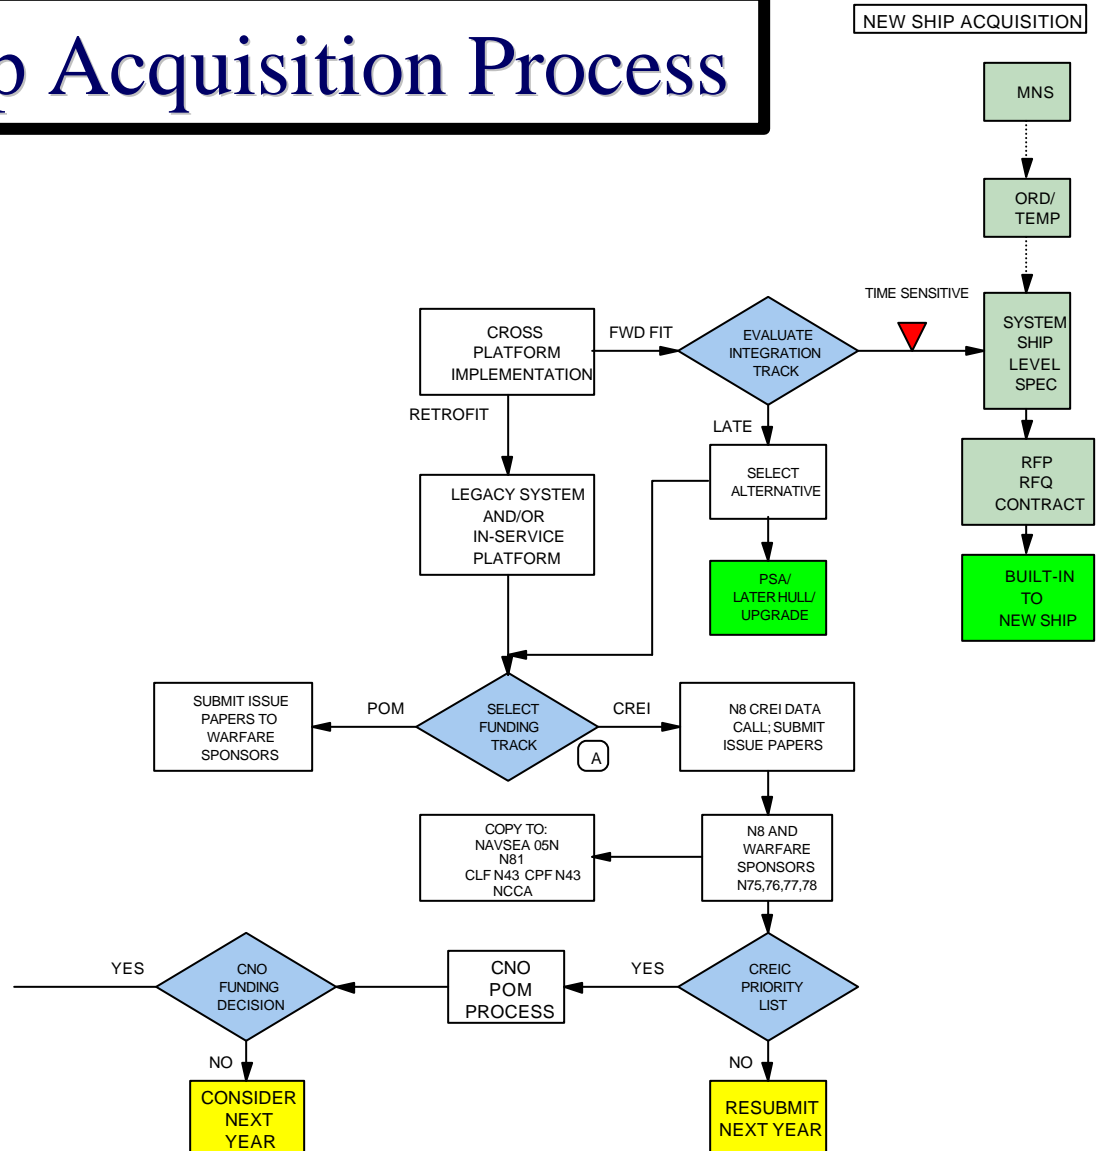 Acquisition Process
NEW SHIP ACQUISITION
MNS
ORD/
TEMP
TIME SENSITIVE
SYSTEM
SHIP
LEVEL
SPEC
CROSS
PLATFORM
IMPLEMENTATION
FWD FIT
EVALUATE
INTEGRATION
TRACK
RETROFIT
LATE
LEGACY SYSTEM
AND/OR
IN-SERVICE
PLATFORM
SELECT
ALTERNATIVE
RFP
RFQ
CONTRACT
PSA/
LATER HULL/
UPGRADE
BUILT-IN
TO
NEW SHIP
SUBMIT ISSUE
PAPERS TO
WARFARE
SPONSORS
POM
SELECT
FUNDING
TRACK
A
CREI
N8 CREI DATA
CALL; SUBMIT
ISSUE PAPERS
COPY TO:
NAVSEA 05N
N81
CLF N43 CPF N43
NCCA
N8 AND
WARFARE
SPONSORS
N75,76,77,78
YES
CNO
FUNDING
DECISION
CNO
POM
PROCESS
YES
CREIC
PRIORITY
LIST
NO
NO
CONSIDER
NEXT
YEAR
RESUBMIT
NEXT YEAR